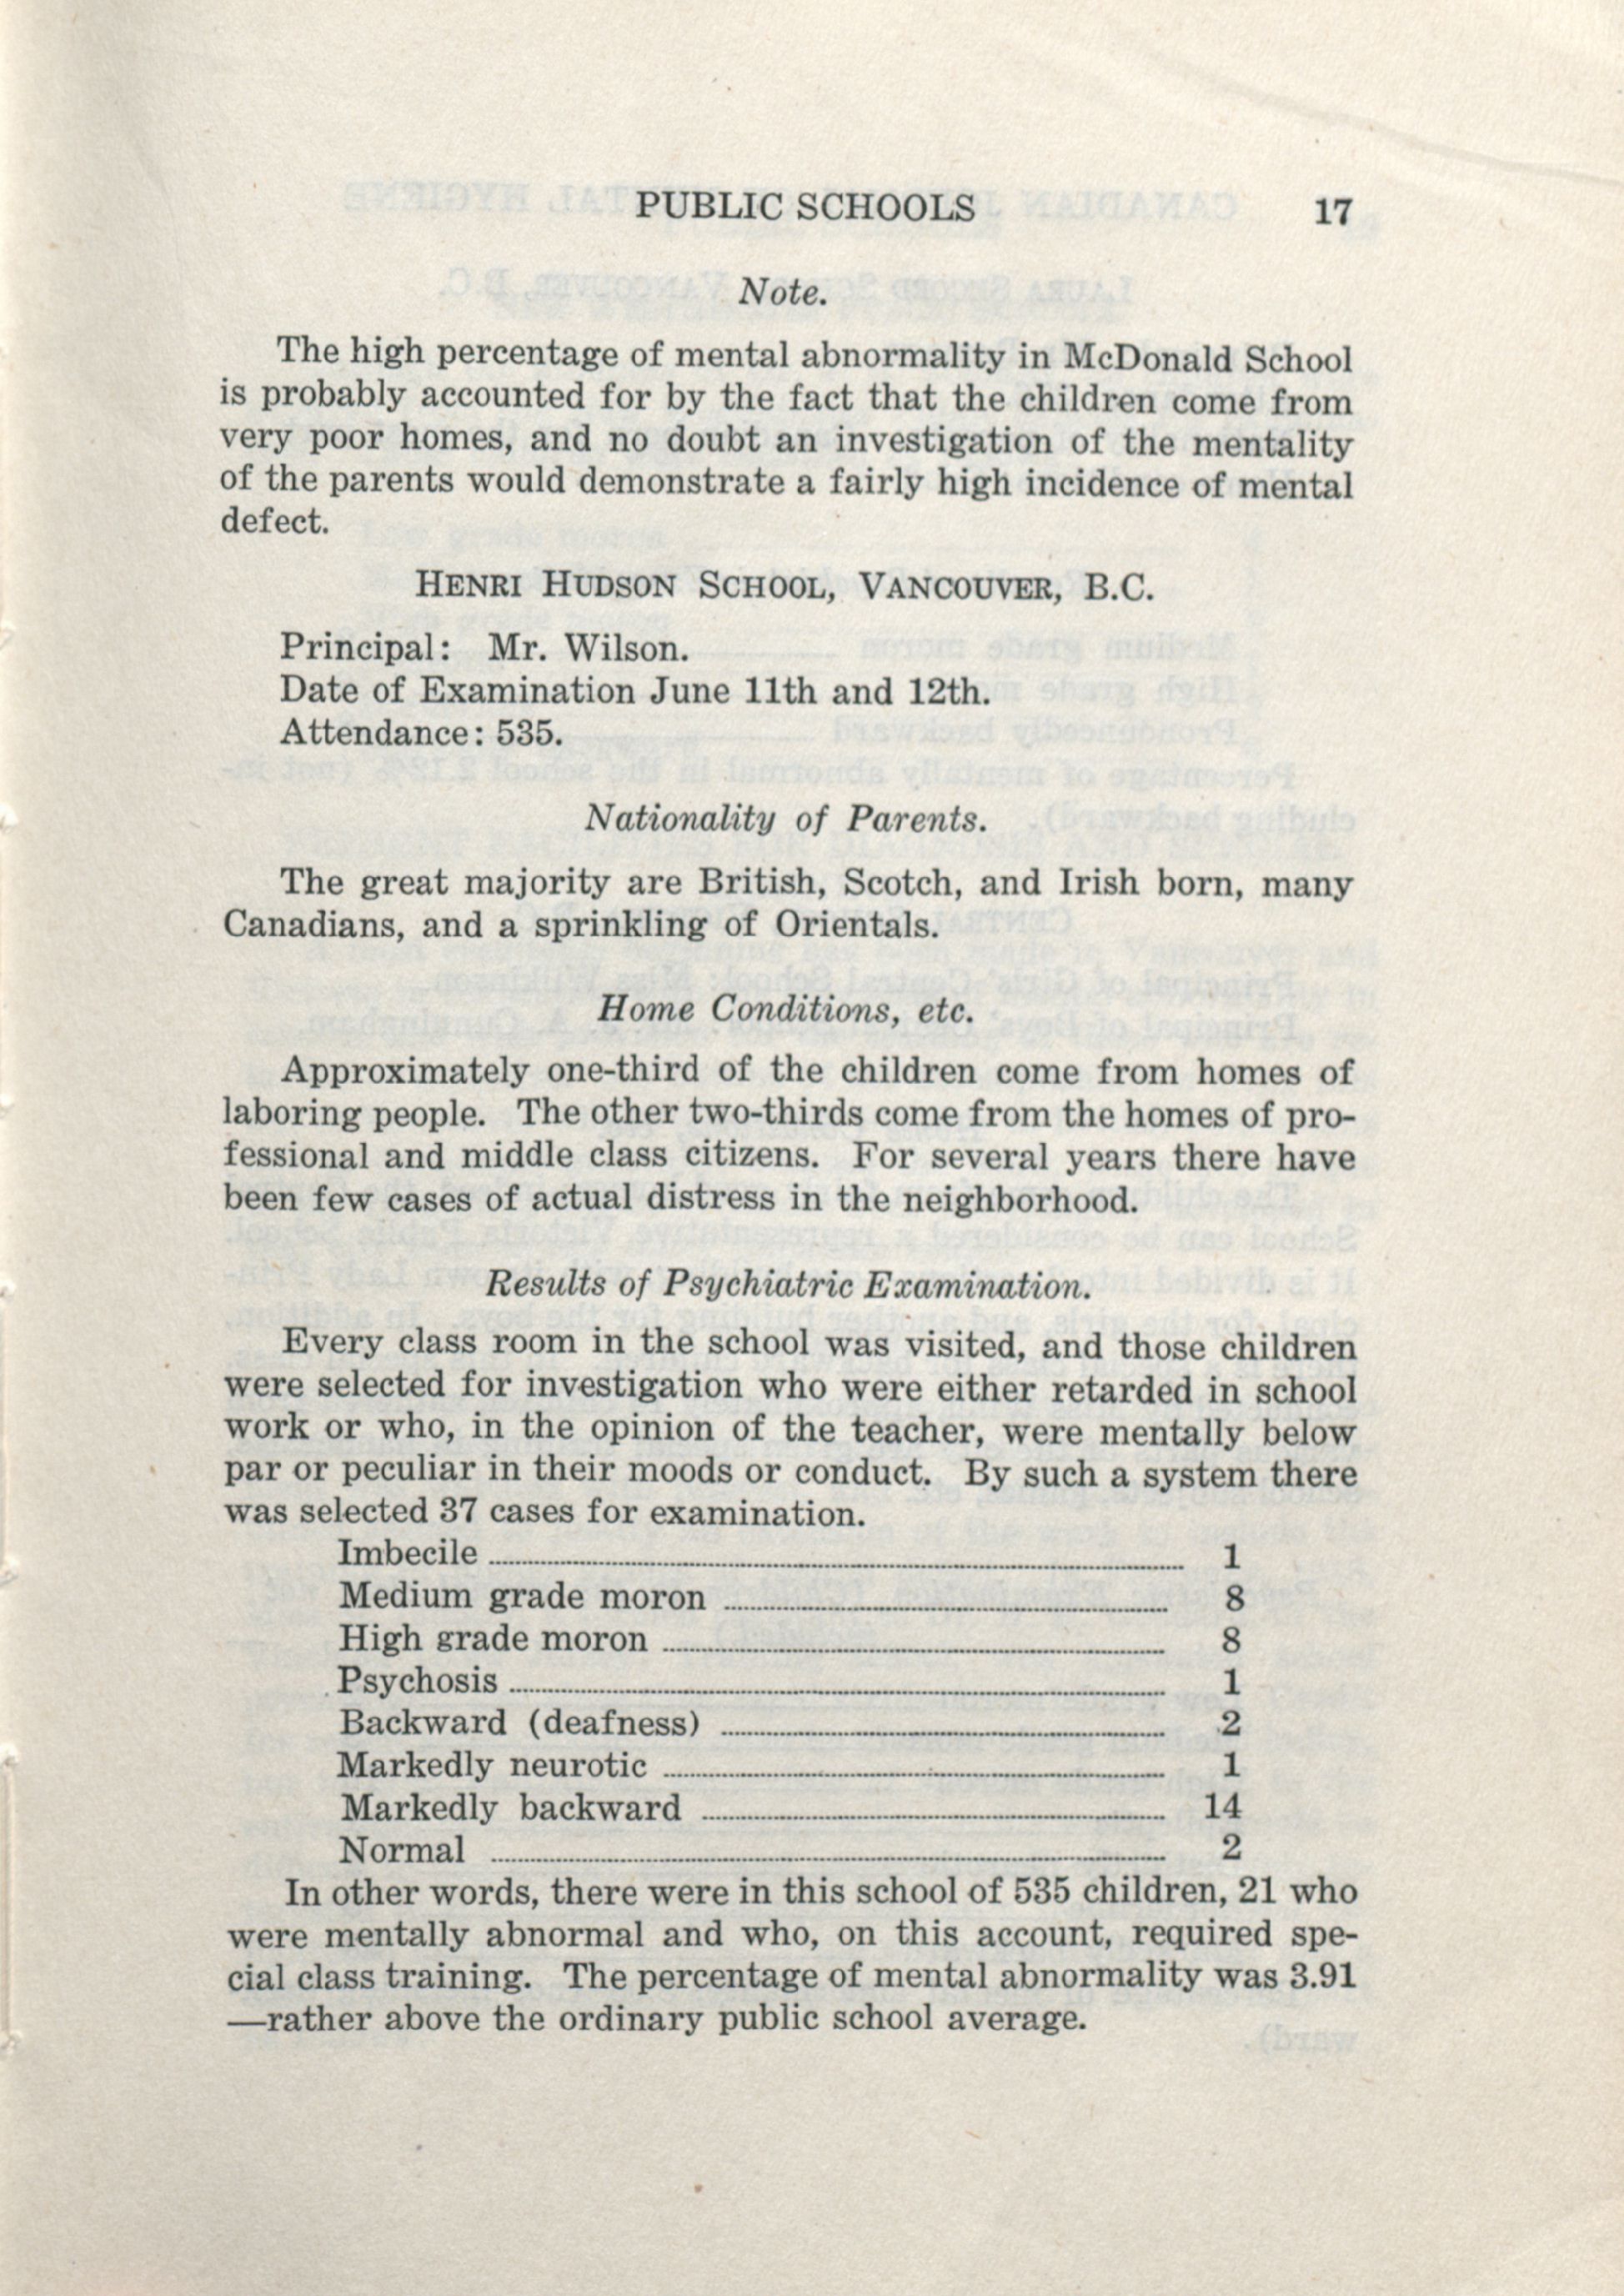 PUBLIC SCHOOLS 17
Note.
The high percentage of mental abnormality in McDonald School
is probably accounted for by the fact that the children come from
very poor homes, and no doubt an investigation of the mentality
of the parents would demonstrate a fairly high incidence of mental
defect.
HENRI HUDSON SCHOOL, VANCOUVER, B.C.
Principal: Mr. Wilson.
Date of Examination June 11th and 12th.
Attendance: 535.
Nationality of Parents.
The great majority are British, Scotch, and Irish born, many
Canadians, and a sprinkling of Orientals.
Home Conditions, etc.
Approximately one-third of the children come from homes of
laboring people. The other two-thirds come from the homes of pro-
fessional and middle class citizens. For several years there have
been few cases of actual distress in the neighborhood.
Results of Psychiatric Examination.
Every class room in the school was visited, and those children
were selected for investigation who were either retarded in school
work or who, in the opinion of the teacher, were mentally below
par or peculiar in their moods or conduct. By such a system there
was selected 37 cases for examination.
Imbecile 1
Medium grade moron 8
High grade moron 8
Psychosis 1
Backward (deafness) 2
Markedly neurotic 1
Markedly backward 14
Normal 2
In other words, there were in this school of 535 children, 21 who
were mentally abnormal and who, on this account, required spe-
cial class training. The percentage of mental abnormality was 3.91
—rather above the ordinary public school average.